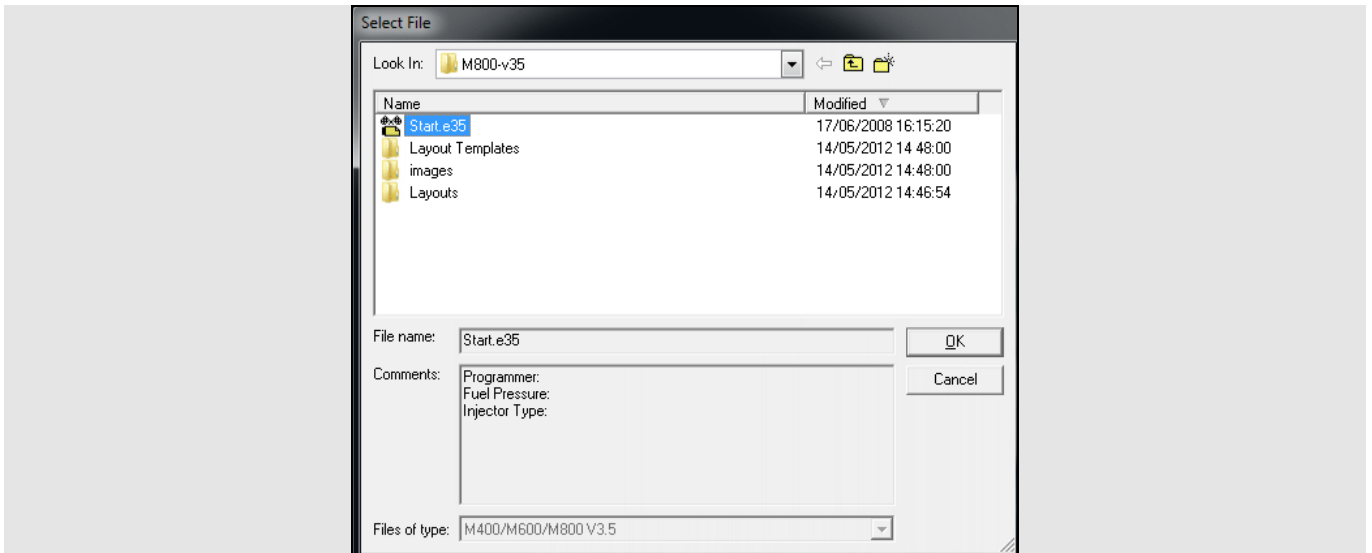 Select File
Look In: M800-v35
Name Modified
Start.e35 17/06/2008 16:15:20
Layout Templates 14/05/2012 14 48:00
images 14/05/2012 14:48:00
Layouts 14/05/2012 14:46:54
File name: Start.e35 OK
Comments: Programmer: Cancel
Fuel Pressure:
Injector Type:
Files of type: M400/M600/M800 V3.5